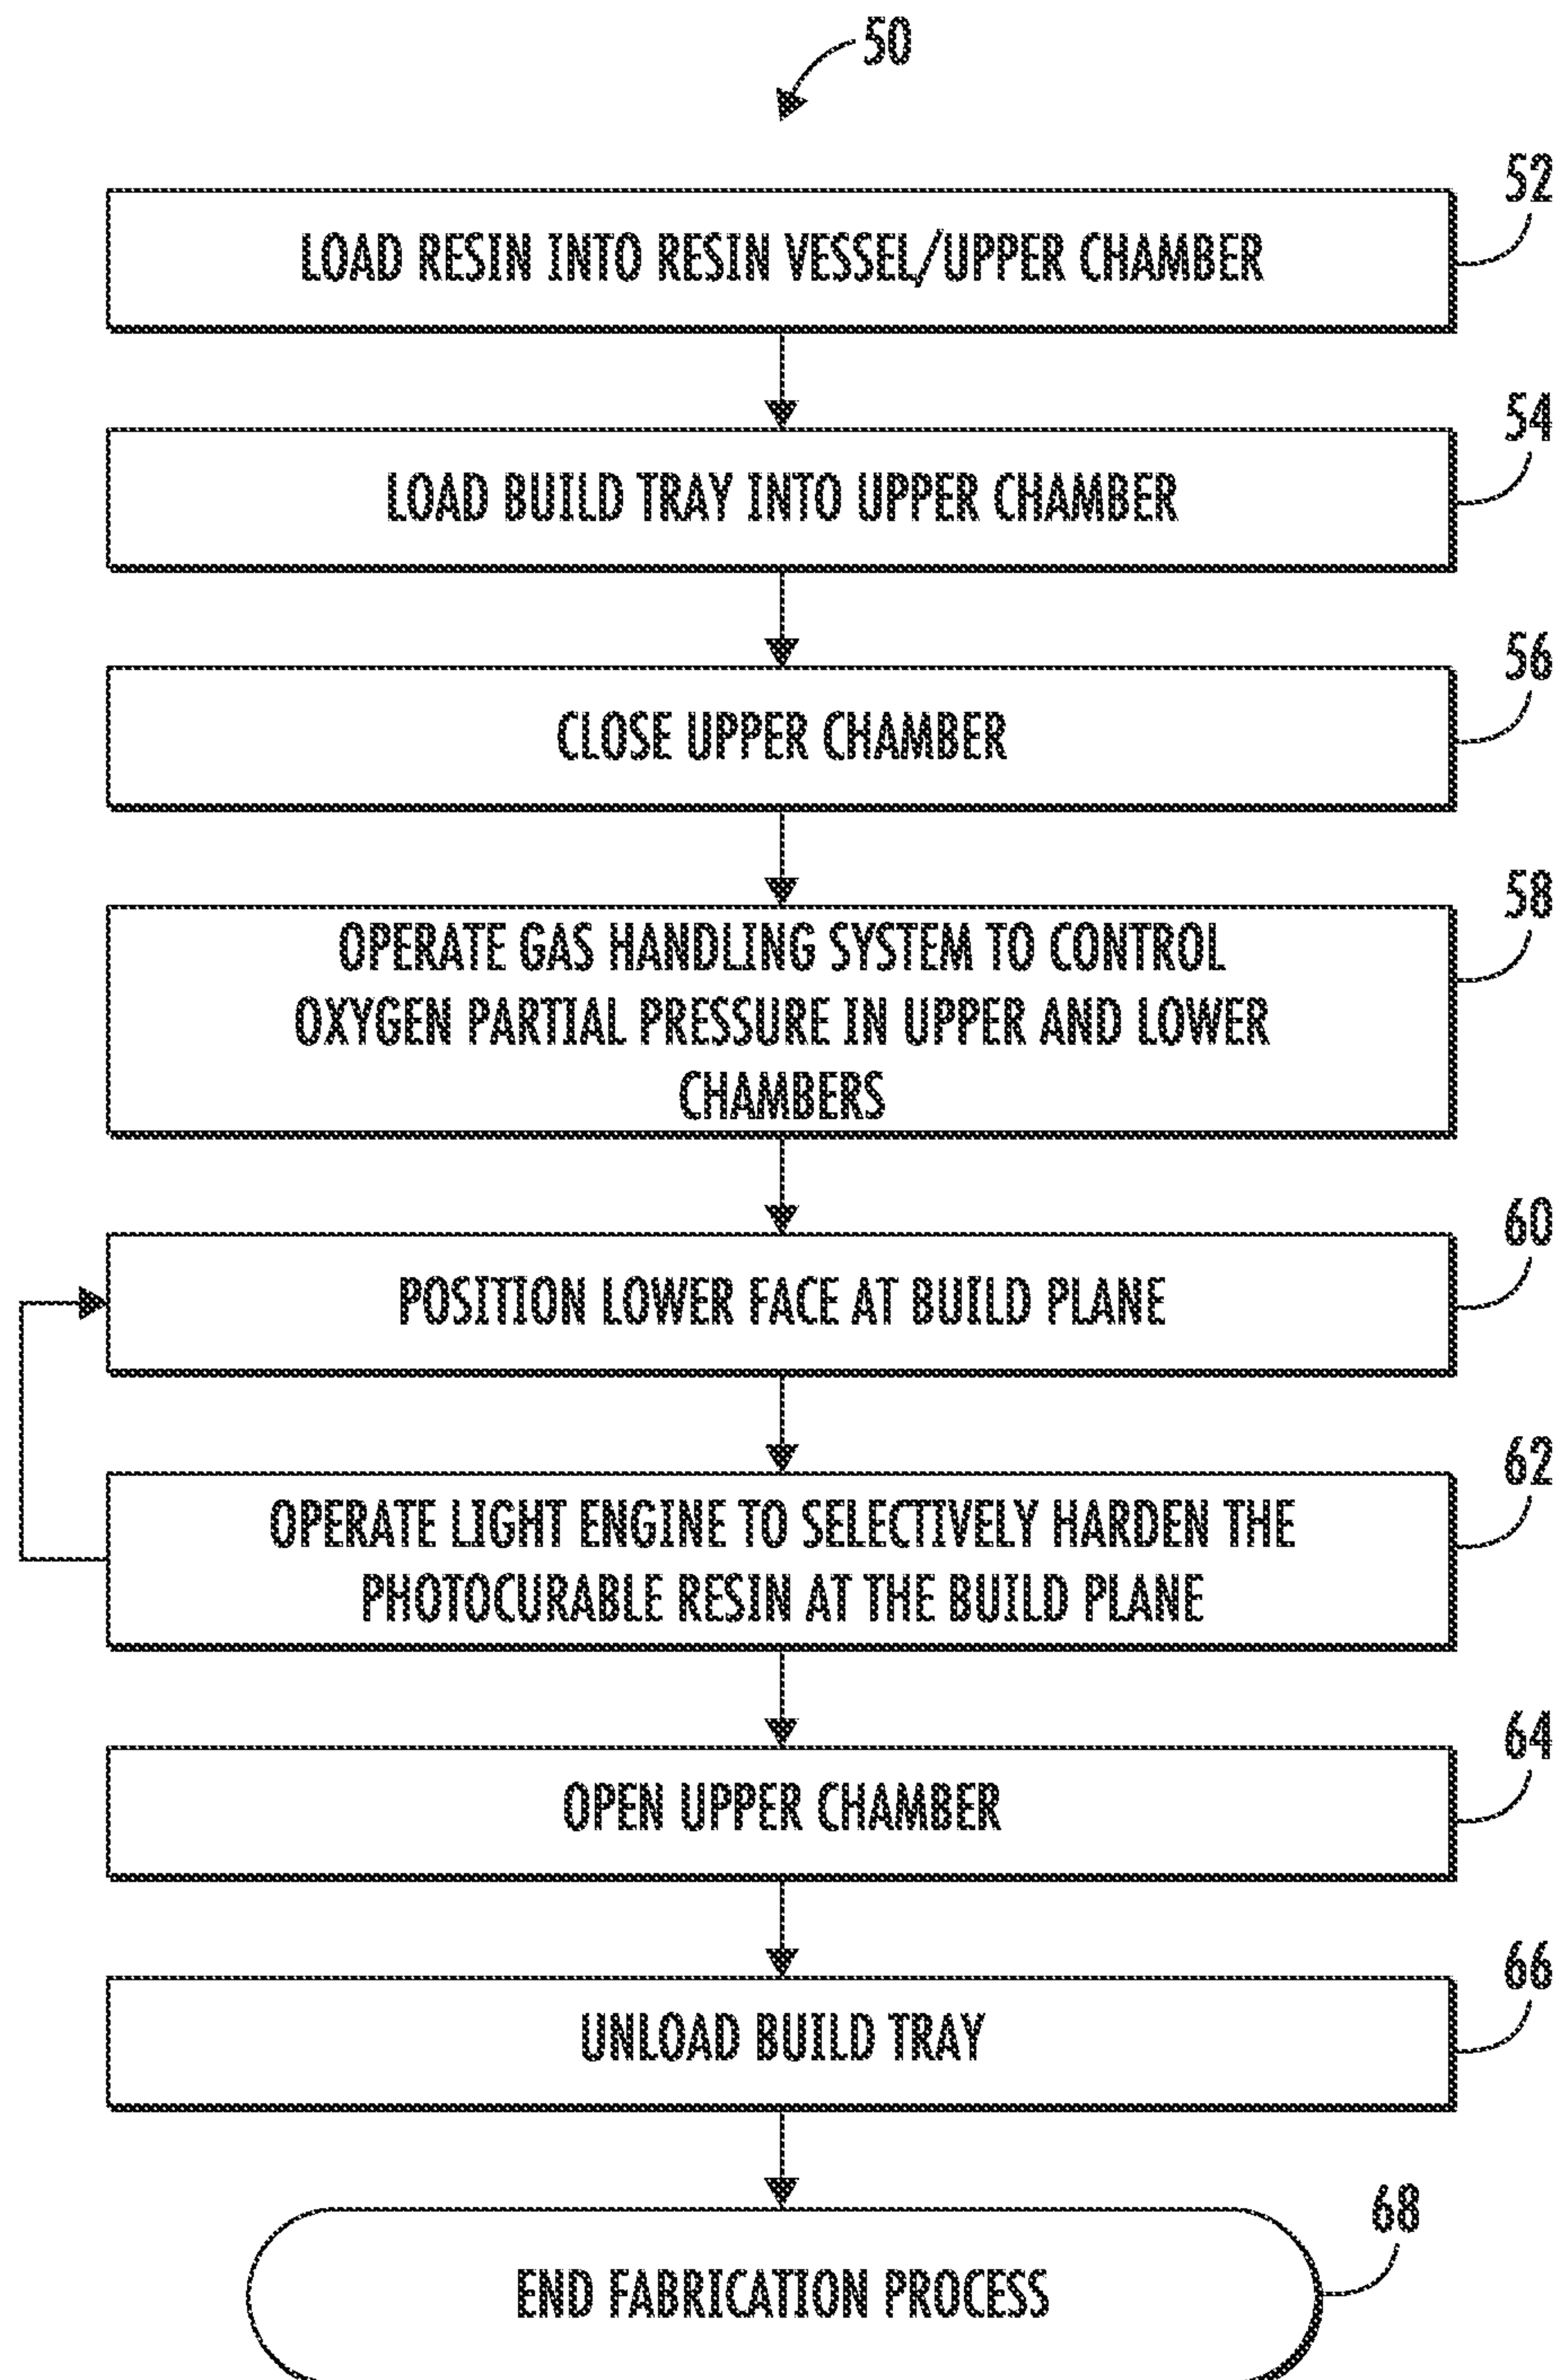 50
52
LOAD RESIN INTO RESIN VESSEL/UPPER CHAMBER
54
LOAD BUILD TRAY INTO UPPER CHAMBER
56
CLOSE UPPER CHAMBER
58
OPERATE GAS HANDLING SYSTEM TO CONTROL
OXYGEN PARTIAL PRESSURE IN UPPER AND LOWER
CHAMBERS
60
POSITION LOWER FACE AT BUILD PLANE
62
OPERATE LIGHT ENGINE TO SELECTIVELY HARDEN THE
PHOTOCURABLE RESIN AT THE BUILD PLANE
64
OPEN UPPER CHAMBER
66
UNLOAD BUILD TRAY
68
END FABRICATION PROCESS